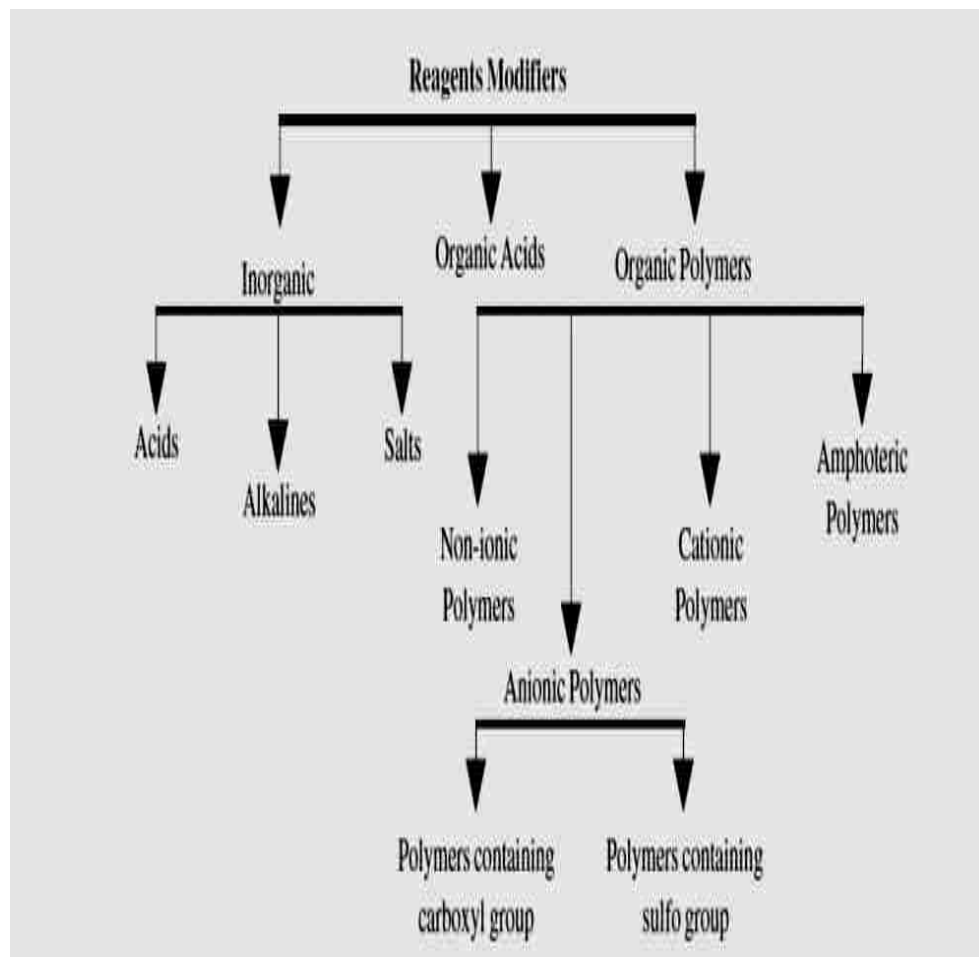 Reagents Modifiers
Inorganic
Organic Acids
Organic Polymers
Acids
Alkalines
Salts
Non-ionic
Polymers
Cationic
Polymers
Amphoteric
Polymers
Anionic Polymers
Polymers containing
carboxyl group
Polymers containing
sulfo group